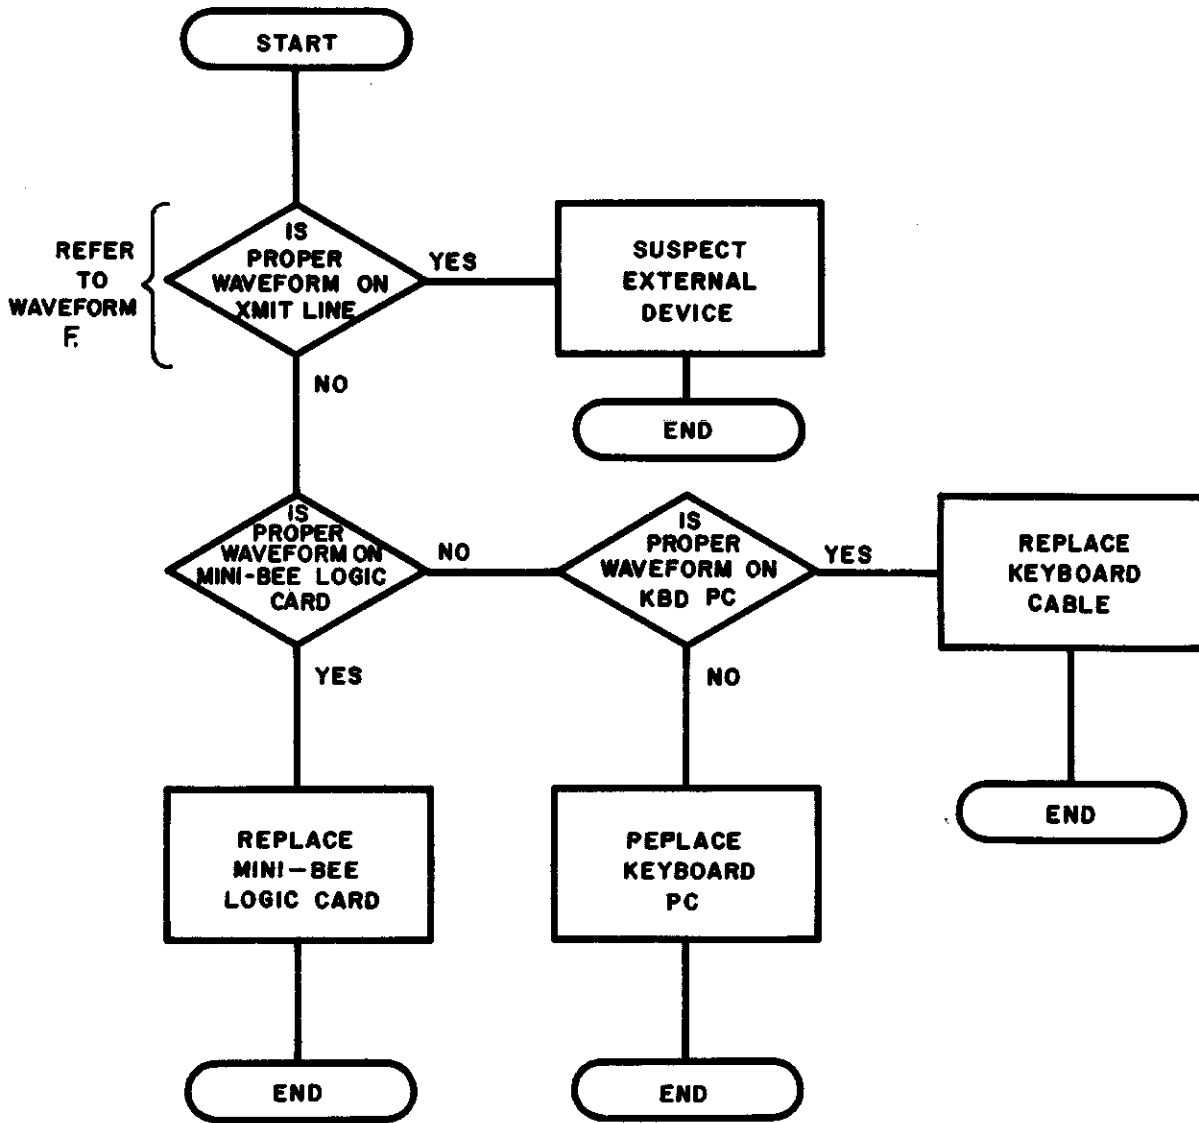 START
REFER
TO
WAVEFORM
F.
IS
PROPER
WAVEFORM ON
XMIT LINE
YES
SUSPECT
EXTERNAL
DEVICE
NO
END
IS
PROPER
WAVEFORM ON
MINI-BEE LOGIC
CARD
NO
IS
PROPER
WAVEFORM ON
KBD PC
YES
REPLACE
KEYBOARD
CABLE
YES
NO
END
REPLACE
MINI-BEE
LOGIC CARD
PEPLACE
KEYBOARD
PC
END
END